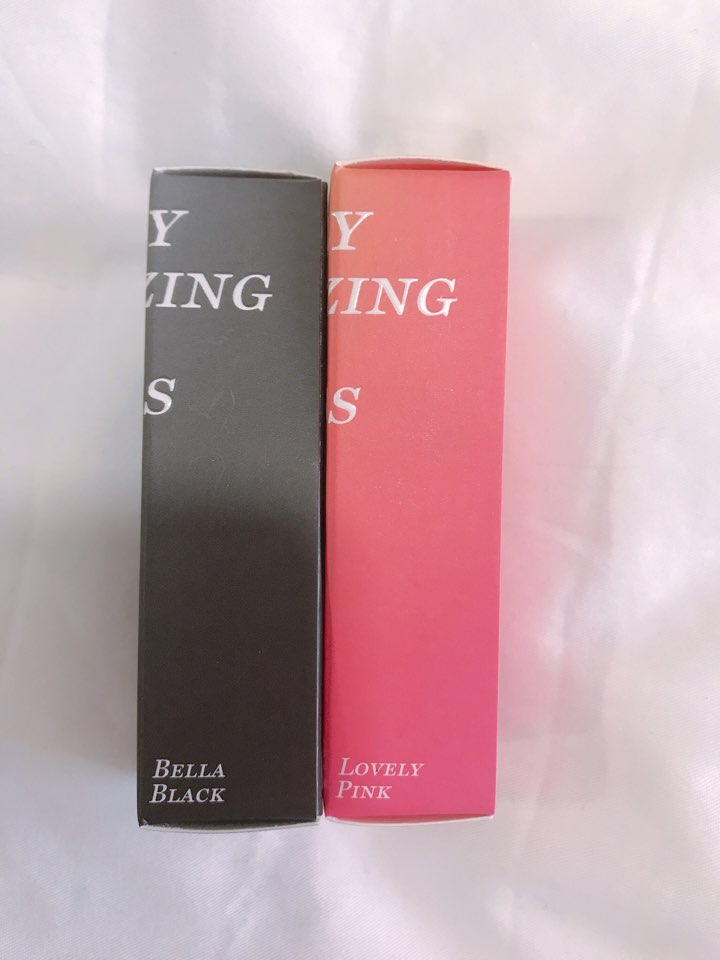 Y
ZING
S
BELLA
BLACK
Y
ZING
S
LOVELY
PINK